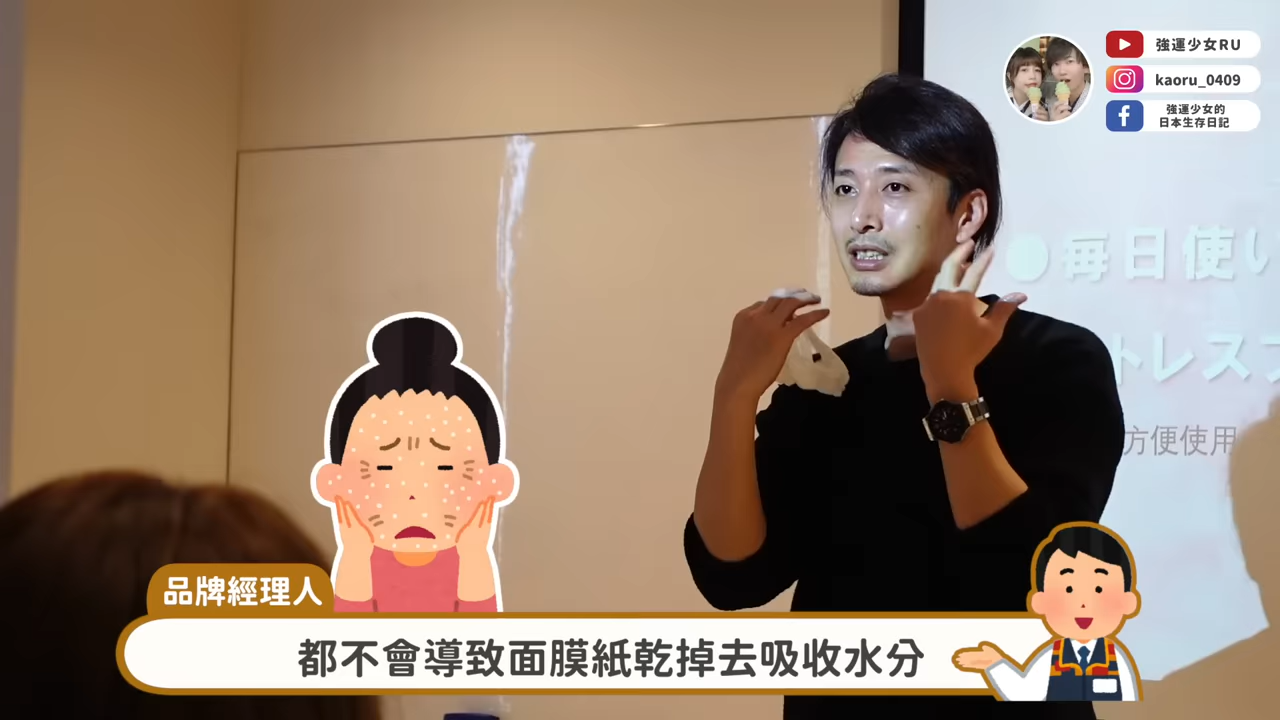 強運少女RU
kaoru_0409
強運少女的
日本生存日記
●毎日使い
トレスフ
方便使用
品牌經理人
都不會導致面膜紙乾掉去吸收水分